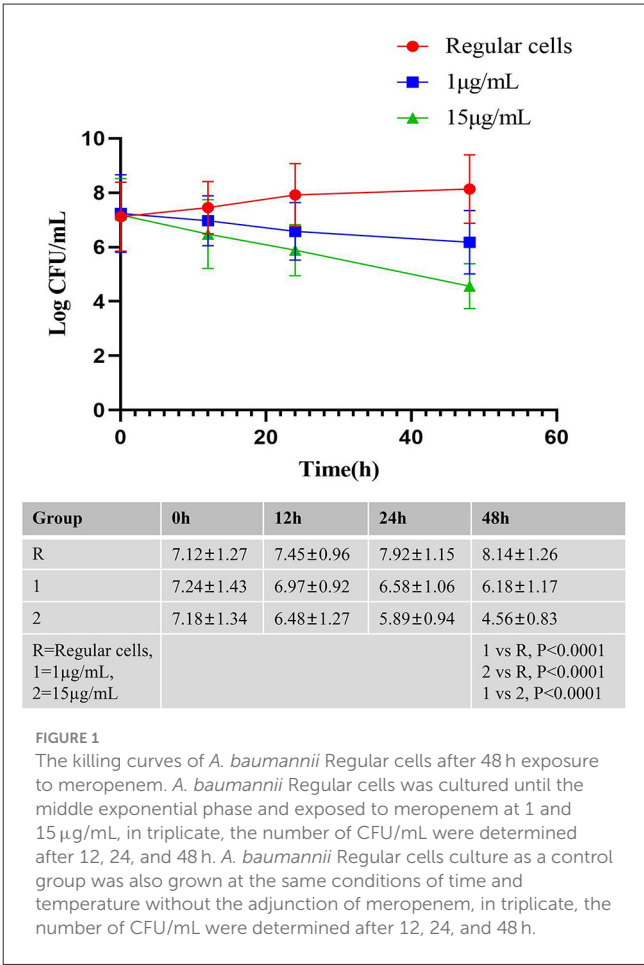 Regular cells
1μg/mL
15μg/mL
10
8
6
4
2
0
Log CFU/mL
0
20
40
60
Time(h)
Group 0h 12h 24h 48h
R 7.12±1.27 7.45±0.96 7.92±1.15 8.14±1.26
1 7.24±1.43 6.97±0.92 6.58±1.06 6.18±1.17
2 7.18±1.34 6.48±1.27 5.89±0.94 4.56±0.83
R=Regular cells, 1 vs R, P<0.0001
1=1μg/mL, 2 vs R, P<0.0001
2=15μg/mL 1 vs 2, P<0.0001
FIGURE 1
The killing curves of A. baumannii Regular cells after 48 h exposure
to meropenem. A. baumannii Regular cells was cultured until the
middle exponential phase and exposed to meropenem at 1 and
15 μg/mL, in triplicate, the number of CFU/mL were determined
after 12, 24, and 48 h. A. baumannii Regular cells culture as a control
group was also grown at the same conditions of time and
temperature without the adjunction of meropenem, in triplicate, the
number of CFU/mL were determined after 12, 24, and 48 h.